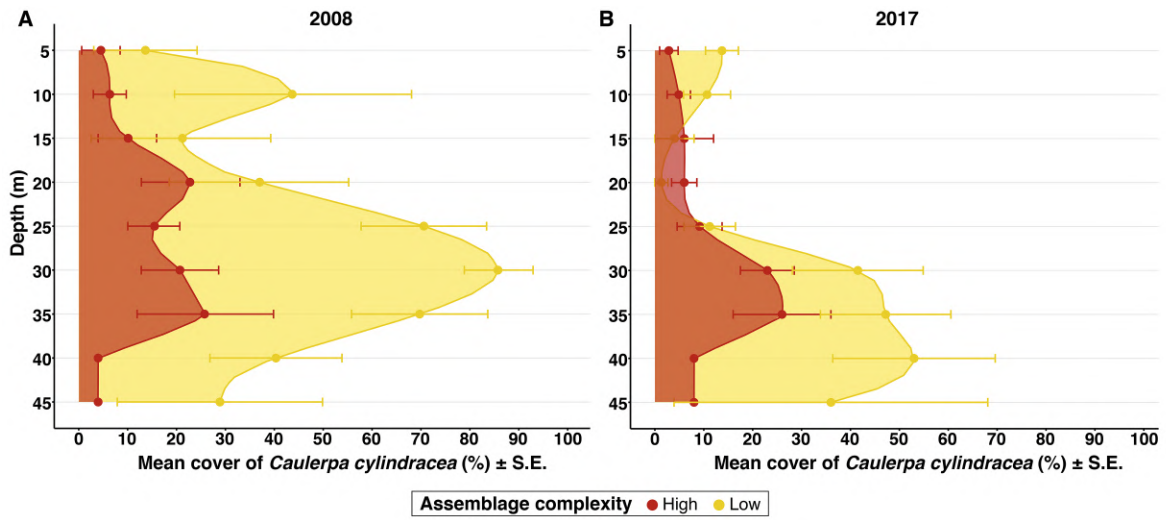 A
2008
Depth (m)
5
10
15
20
25
30
35
40
45
0 10 20 30 40 50 60 70 80 90 100
Mean cover of Caulerpa cylindracea (%) ± S.E.
B
2017
5
10
15
20
25
30
35
40
45
0 10 20 30 40 50 60 70 80 90 100
Mean cover of Caulerpa cylindracea (%) ± S.E.
Assemblage complexity High Low